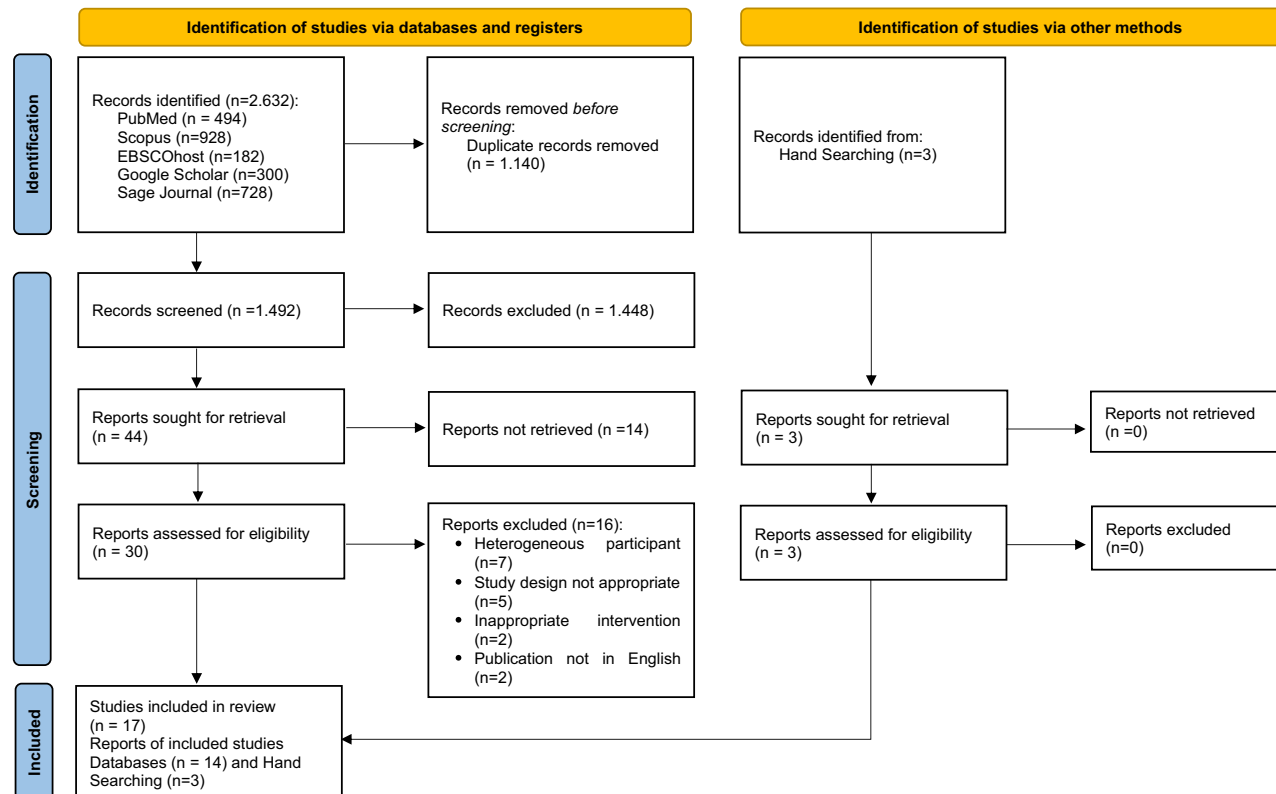 Identification of studies via databases and registers
Identification of studies via other methods
Identification
Records identified (n=2.632):
PubMed (n = 494)
Scopus (n=928)
EBSCOhost (n=182)
Google Scholar (n=300)
Sage Journal (n=728)
Records removed before
screening:
Duplicate records removed
(n = 1.140)
Records identified from:
Hand Searching (n=3)
Screening
Records screened (n =1.492)
Records excluded (n = 1.448)
Reports sought for retrieval
(n = 44)
Reports not retrieved (n =14)
Reports sought for retrieval
(n = 3)
Reports not retrieved
(n =0)
Reports assessed for eligibility
(n = 30)
Reports excluded (n=16):
• Heterogeneous participant
(n=7)
• Study design not appropriate
(n=5)
• Inappropriate intervention
(n=2)
• Publication not in English
(n=2)
Reports assessed for eligibility
(n = 3)
Reports excluded
(n=0)
Included
Studies included in review
(n = 17)
Reports of included studies
Databases (n = 14) and Hand
Searching (n=3)